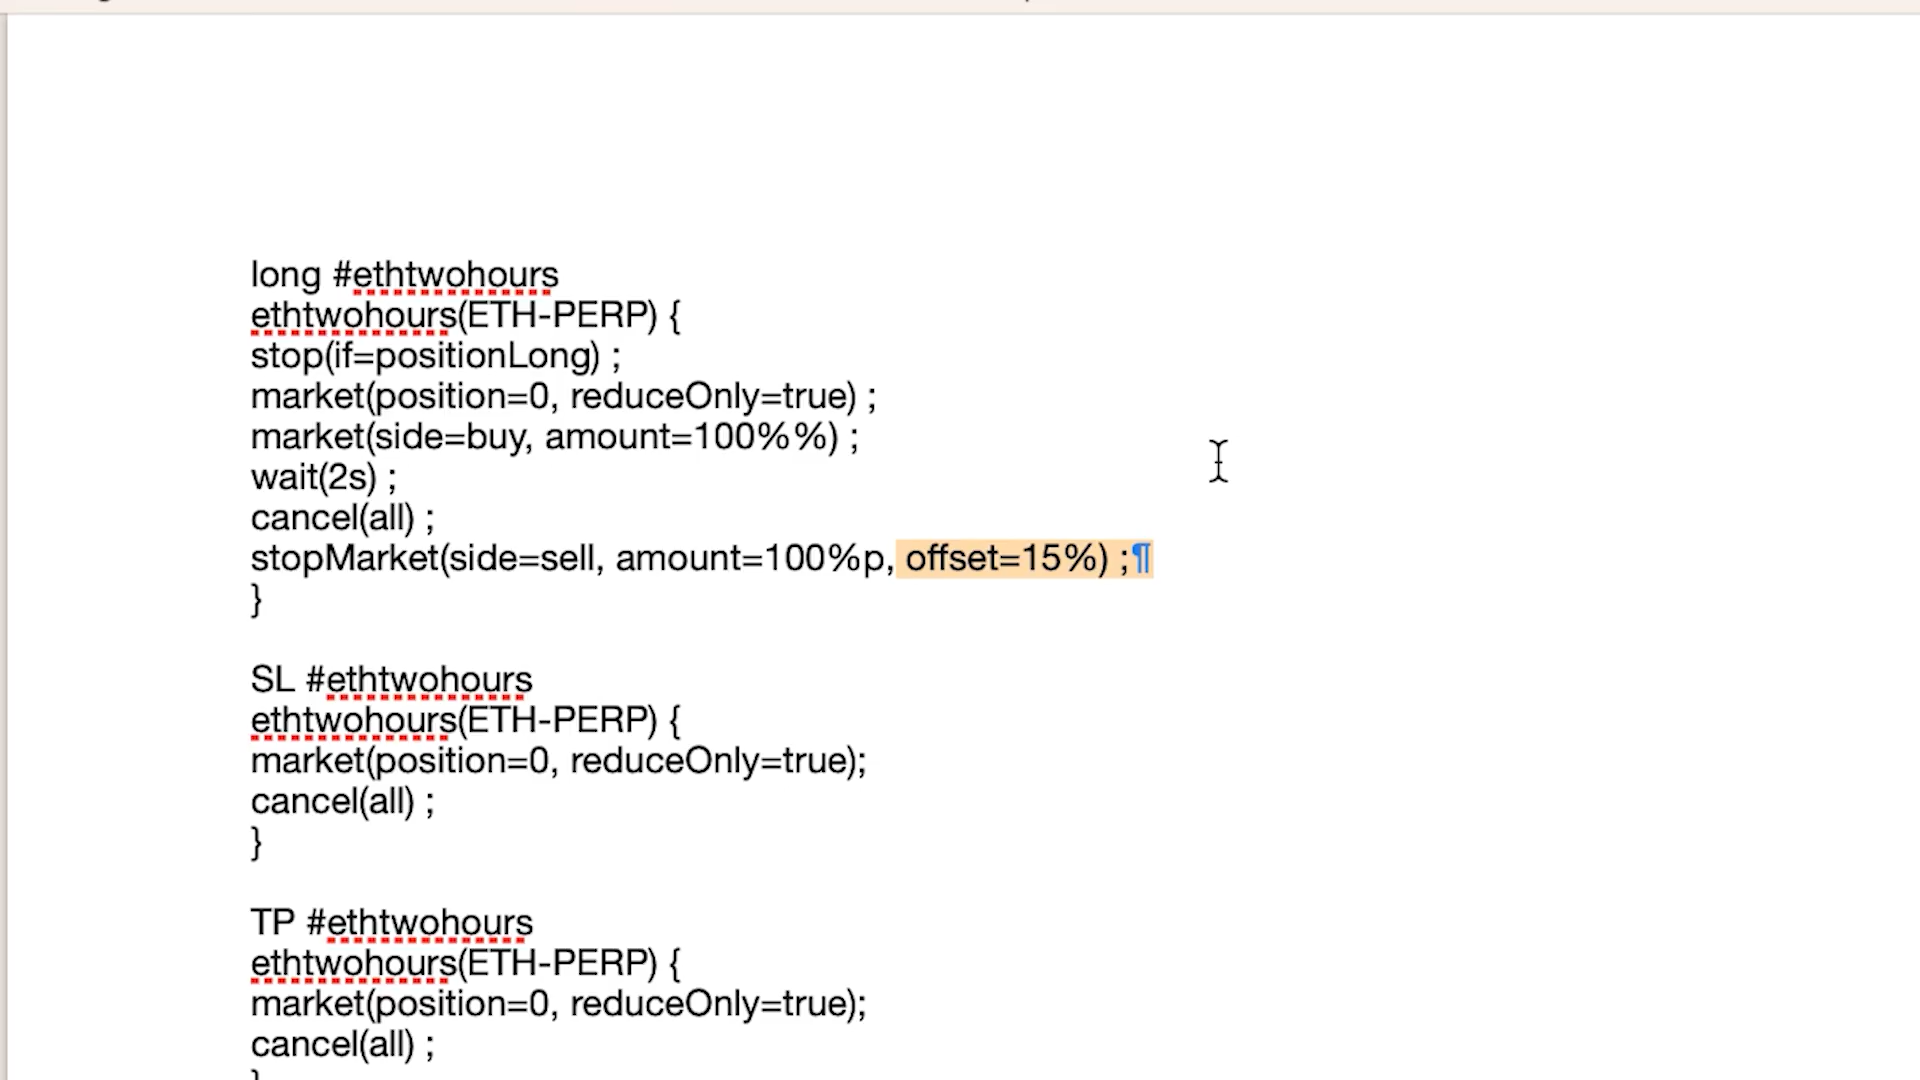 long #ethtwohours
ethtwohours(ETH-PERP) {
stop(if=positionLong) ;
market(position=0, reduceOnly=true) ;
market(side=buy, amount=100%%) ;
wait(2s) ;
cancel(all) ;
stopMarket(side=sell, amount=100%p, offset=15%) ;¶
}
SL #ethtwohours
ethtwohours(ETH-PERP) {
market(position=0, reduceOnly=true);
cancel(all) ;
}
TP #ethtwohours
ethtwohours(ETH-PERP) {
market(position=0, reduceOnly=true);
cancel(all) ;